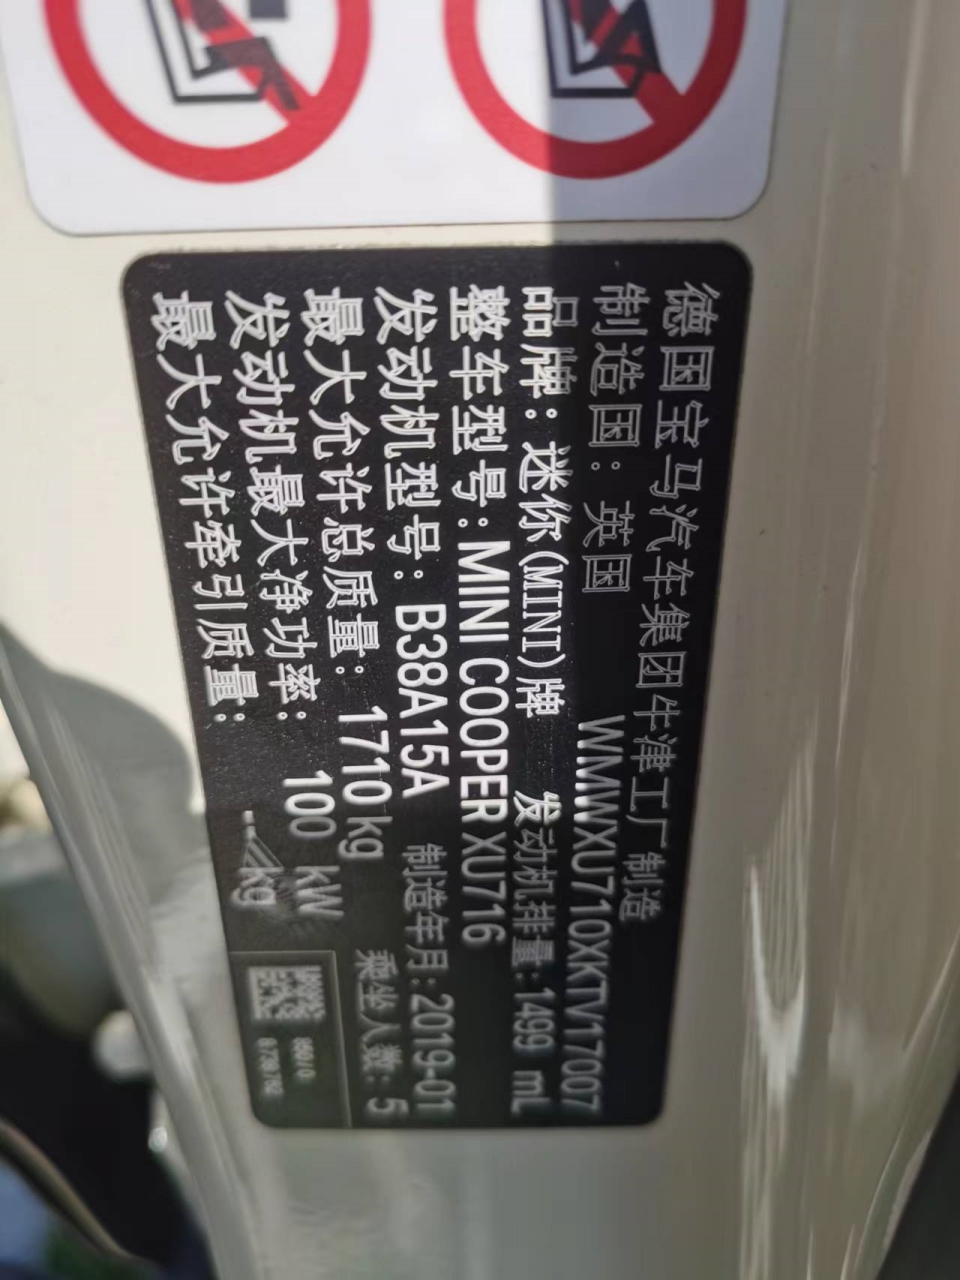 德国宝马汽车集团牛津工厂制造
制造国：英国 WMWXU710XKTV17007
品牌：迷你(MINI)牌 发动机排量：1499 mL
整车型号：MINI COOPER XU716
发动机型号：B38A15A 制造年月：2019-01
最大允许总质量：1710 kg 乘坐人数：5
发动机最大净功率：100 kW
最大允许牵引质量：- kg